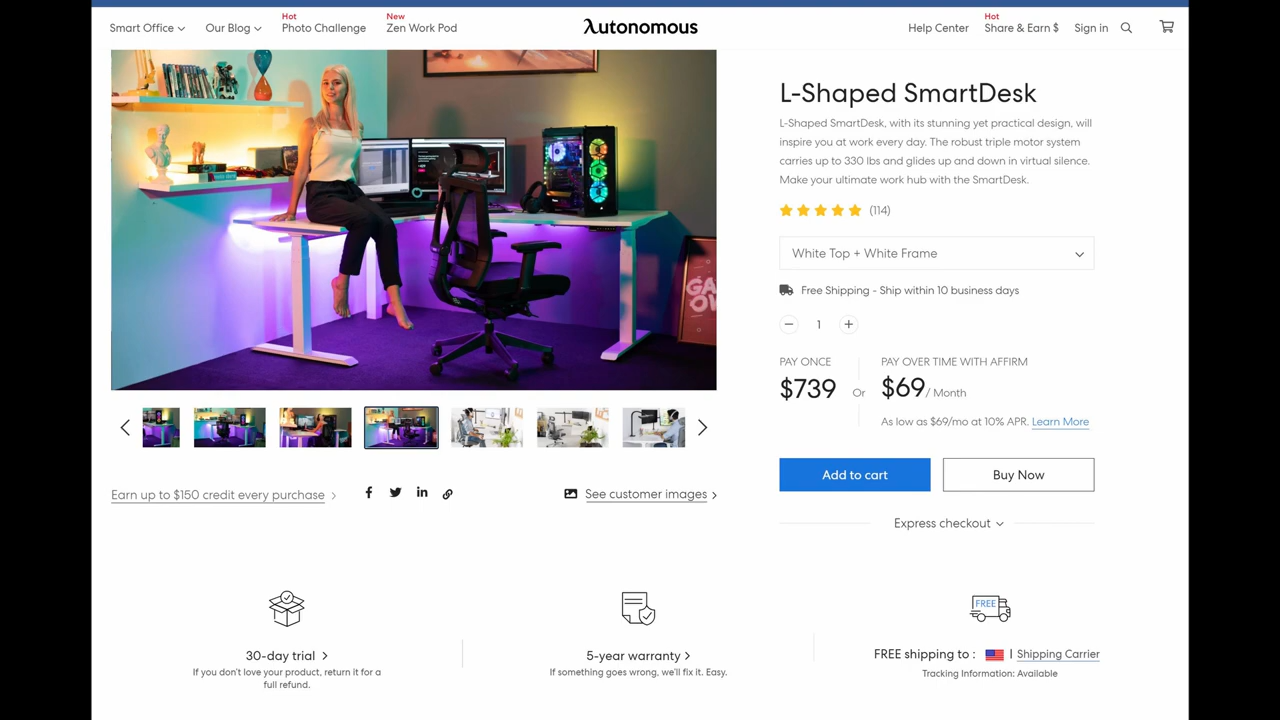 Hot
New
Hot
Smart Office
Our Blog
Photo Challenge
Zen Work Pod
Autonomous
Help Center
Share & Earn $
Sign in
L-Shaped SmartDesk
L-Shaped SmartDesk, with its stunning yet practical design, will
inspire you at work every day. The robust triple motor system
carries up to 330 lbs and glides up and down in virtual silence.
Make your ultimate work hub with the SmartDesk.
(114)
White Top + White Frame
Free Shipping - Ship within 10 business days
1
PAY ONCE
PAY OVER TIME WITH AFFIRM
$739
Or
$69/ Month
As low as $69/mo at 10% APR. Learn More
Add to cart
Buy Now
Earn up to $150 credit every purchase
See customer images
Express checkout
FREE
30-day trial
If you don't love your product, return it for a
full refund.
5-year warranty
If something goes wrong, we'll fix it. Easy.
FREE shipping to : | Shipping Carrier
Tracking Information: Available